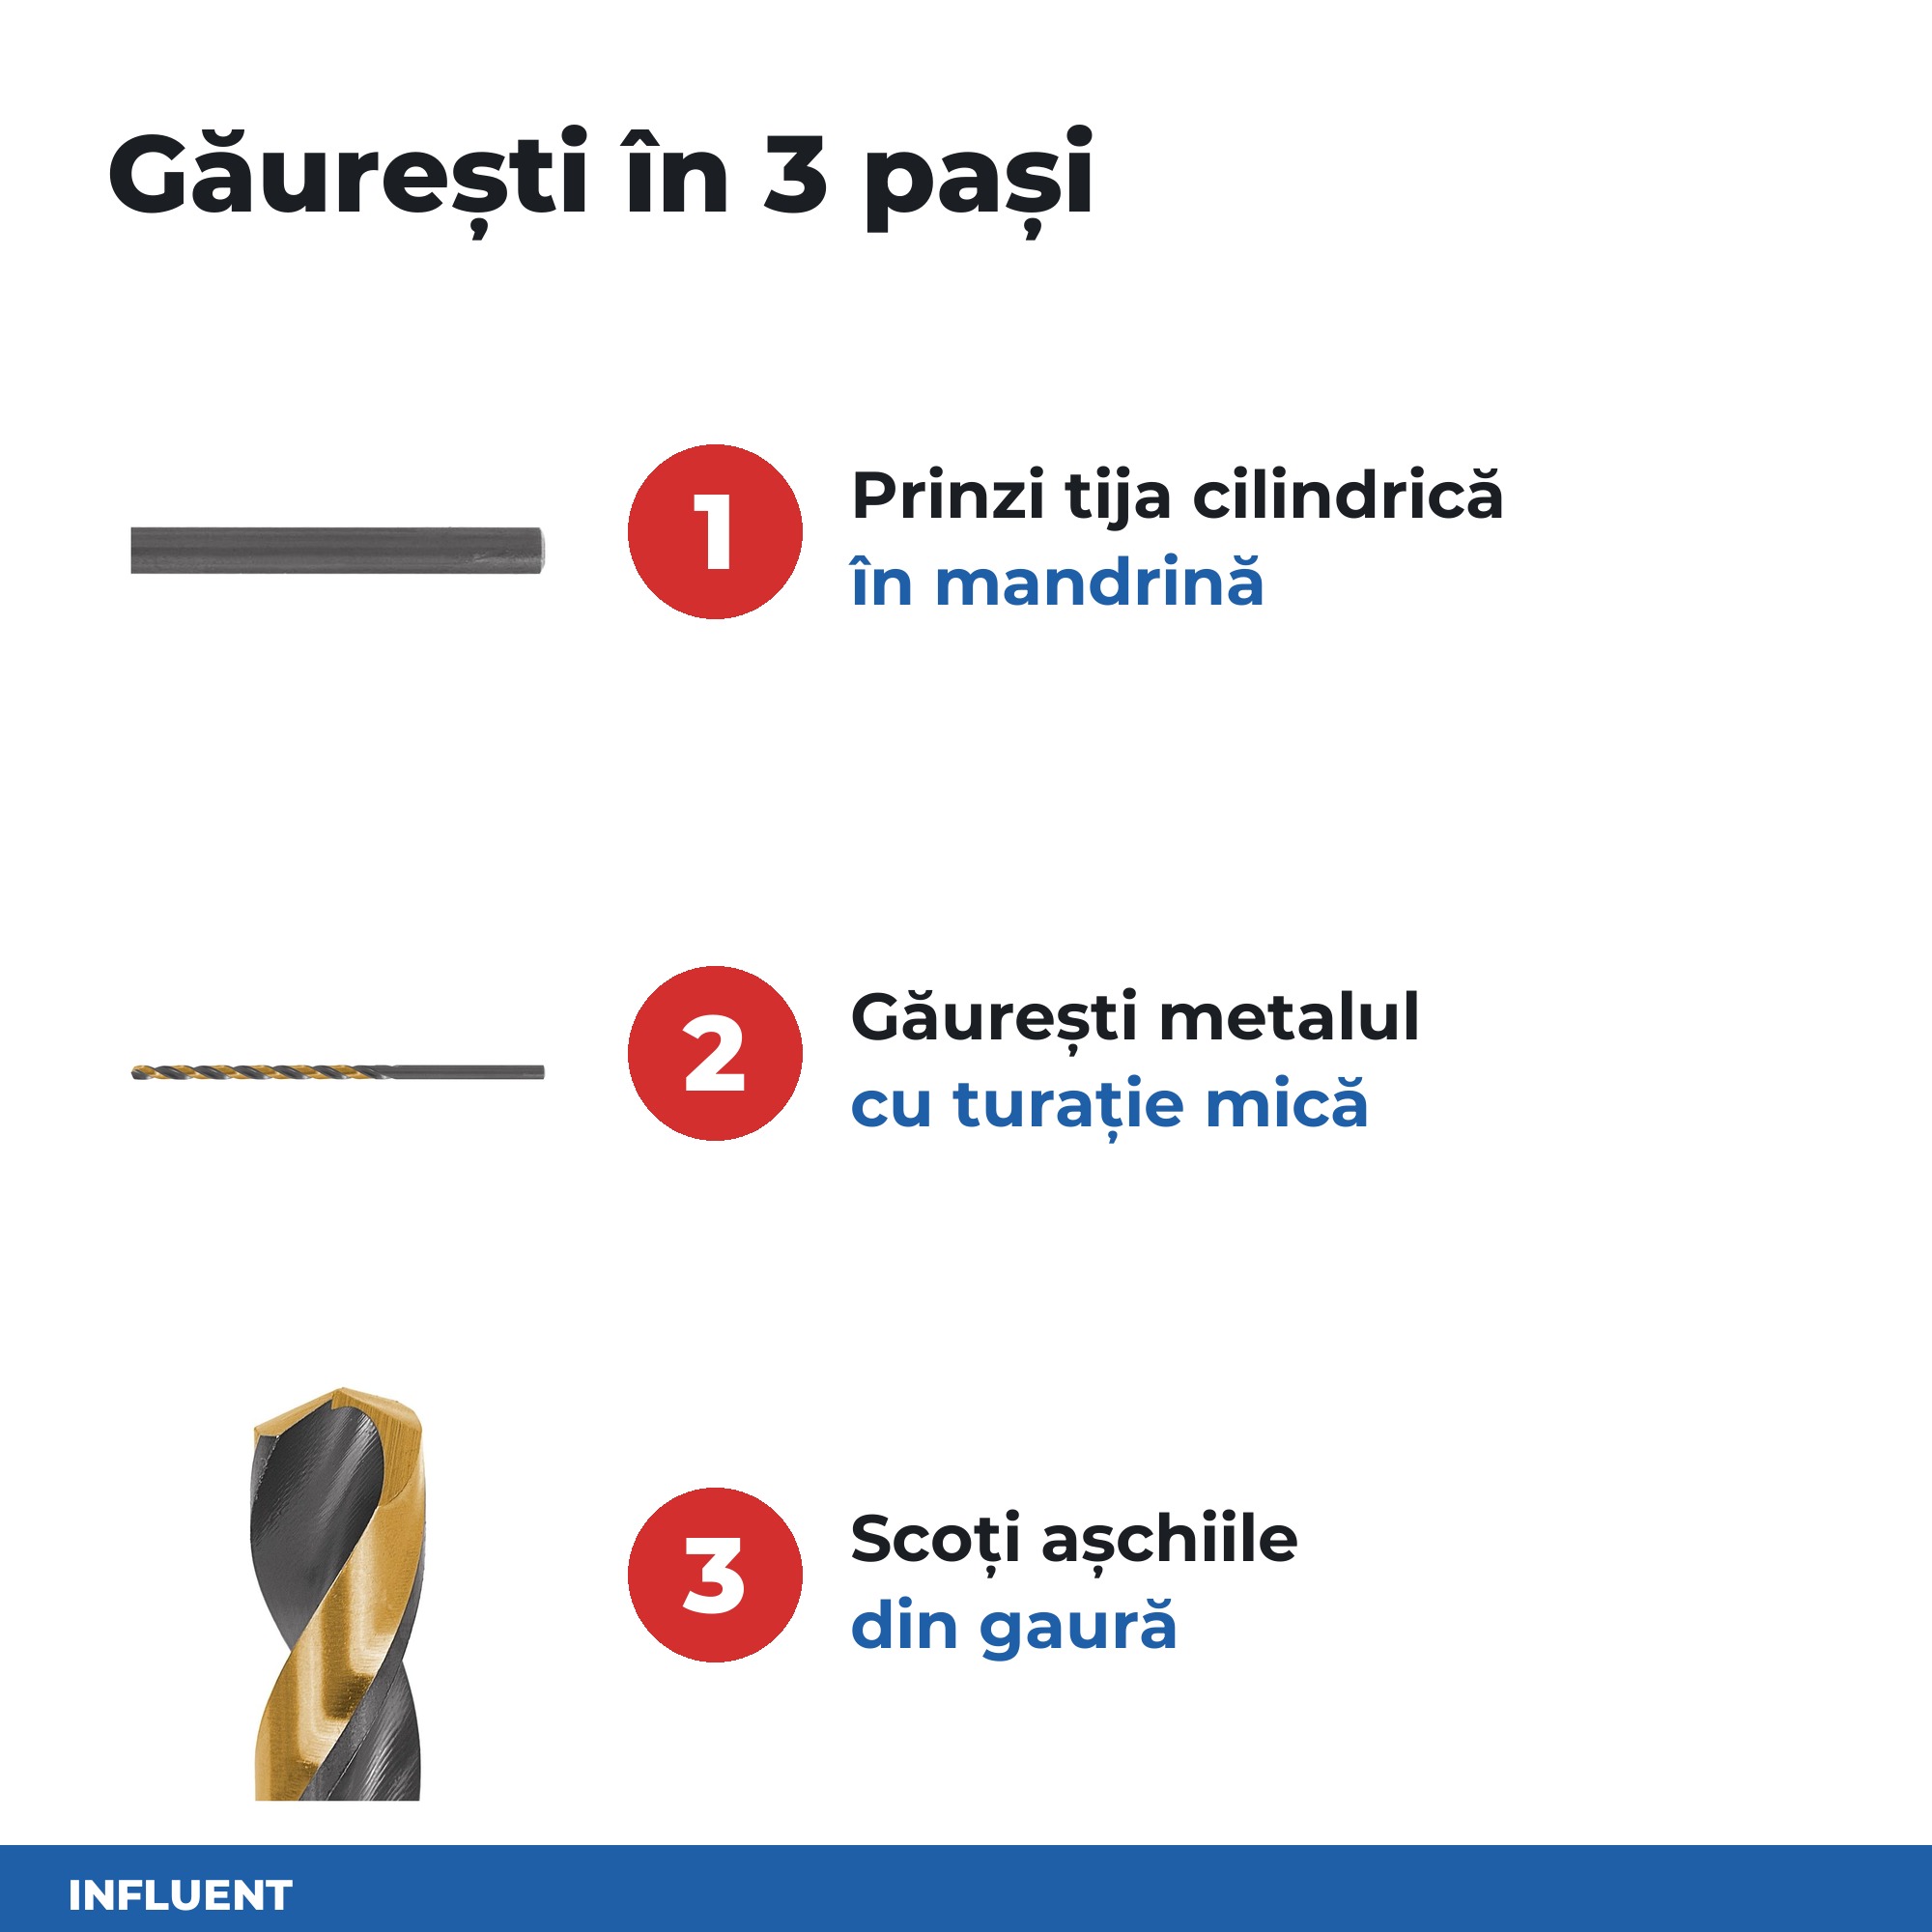 Găurești în 3 pași
1
Prinzi tija cilindrică
în mandrină
2
Găurești metalul
cu turație mică
3
Scoți așchiile
din gaură
INFLUENT